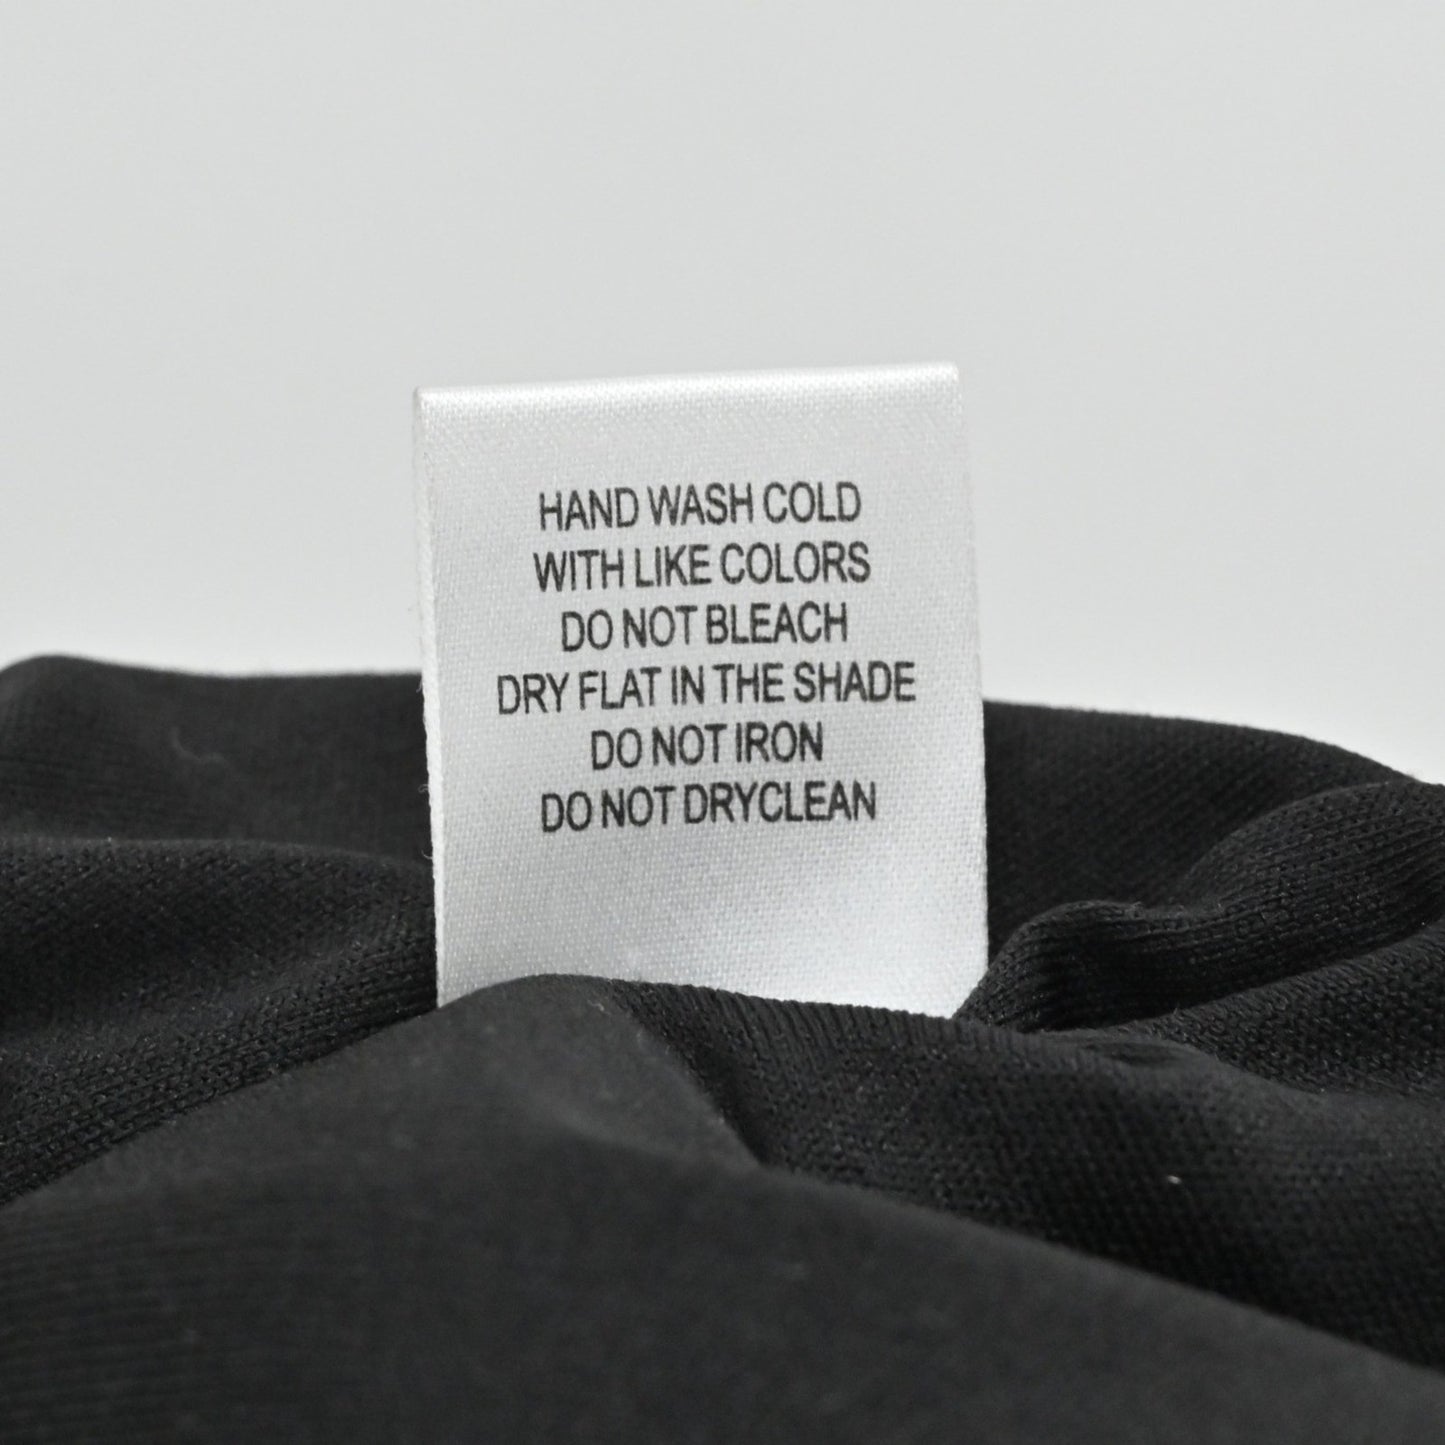 HAND WASH COLD
WITH LIKE COLORS
DO NOT BLEACH
DRY FLAT IN THE SHADE
DO NOT IRON
DO NOT DRYCLEAN